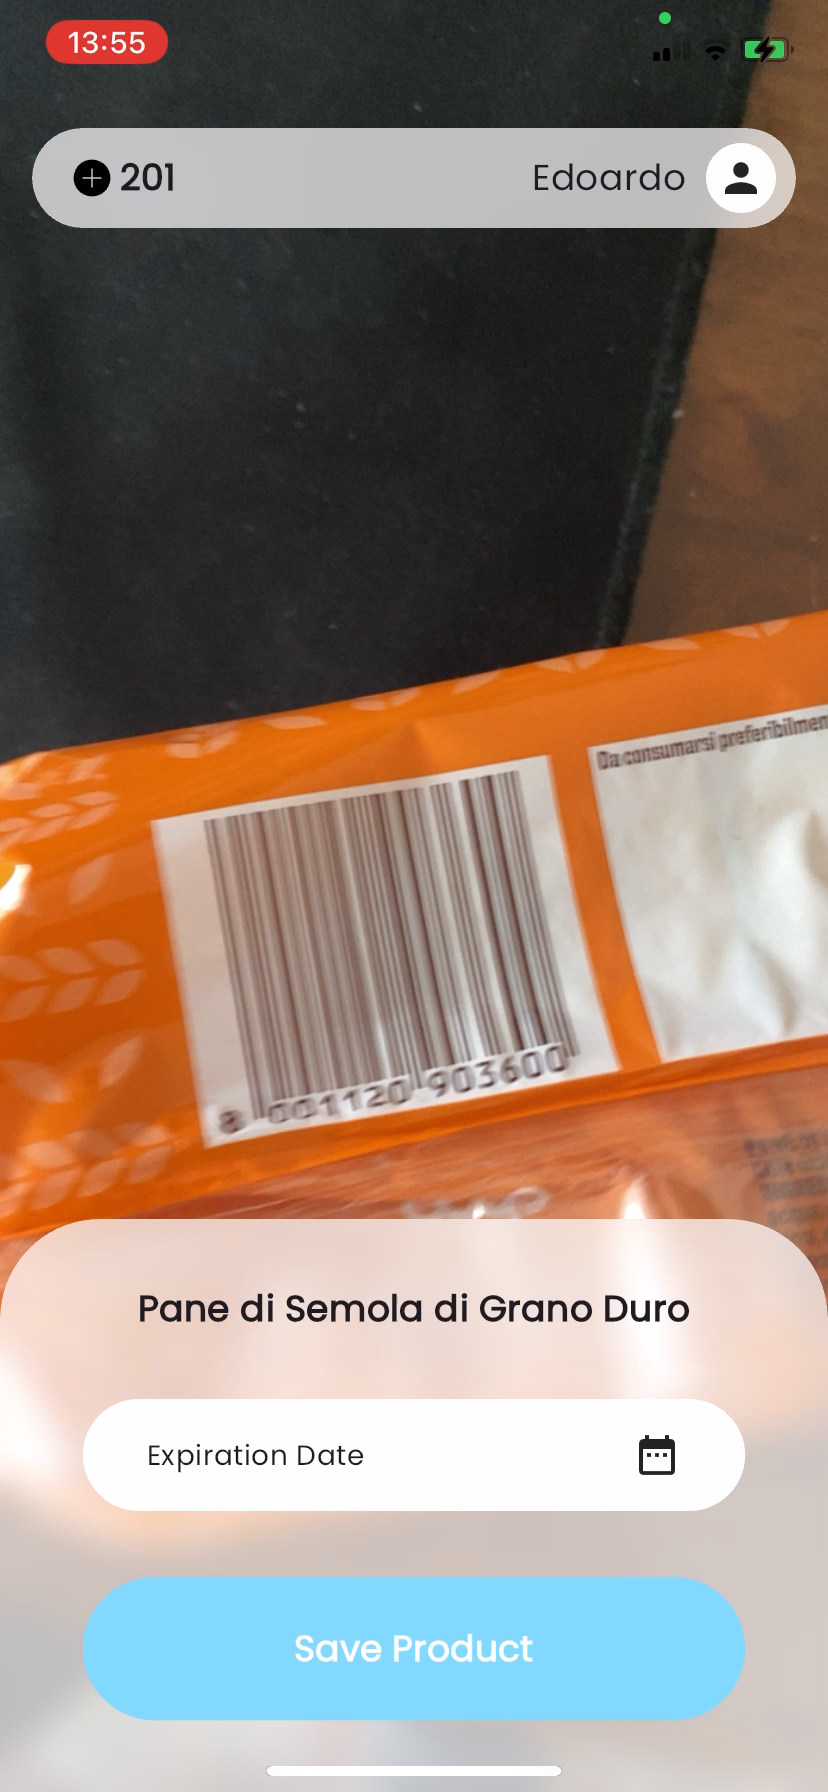 13:55
201
Edoardo
Da consumarsi
8 001120 903600
Pane di Semola di Grano Duro
Expiration Date
Save Product